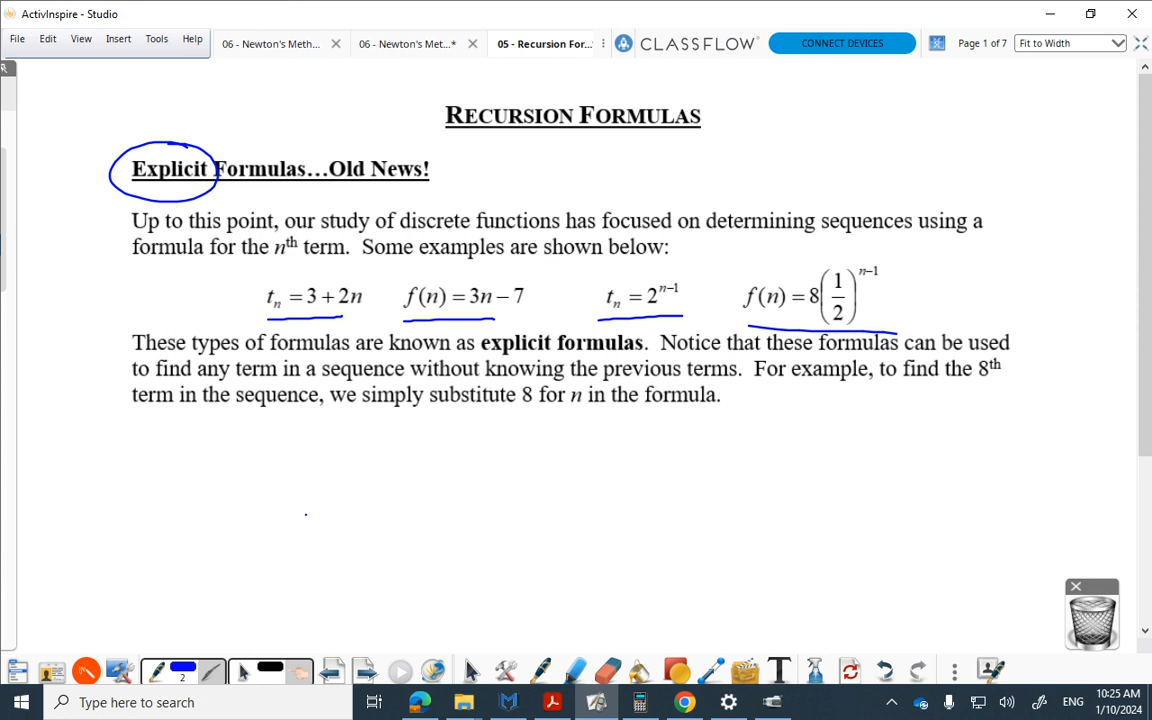 ActivInspire - Studio
File Edit View Insert Tools Help
06 - Newton's Meth... 06 - Newton's Met...* 05 - Recursion For...
CLASSFLOW
CONNECT DEVICES
Page 1 of 7
Fit to Width
RECURSION FORMULAS
Explicit Formulas…Old News!
Up to this point, our study of discrete functions has focused on determining sequences using a
formula for the nᵗʰ term. Some examples are shown below:
tₙ = 3 + 2n f(n) = 3n − 7 tₙ = 2ⁿ⁻¹ f(n) = 8(1/2)ⁿ⁻¹
These types of formulas are known as explicit formulas. Notice that these formulas can be used
to find any term in a sequence without knowing the previous terms. For example, to find the 8ᵗʰ
term in the sequence, we simply substitute 8 for n in the formula.
2
T
Type here to search
ENG
10:25 AM
1/10/2024